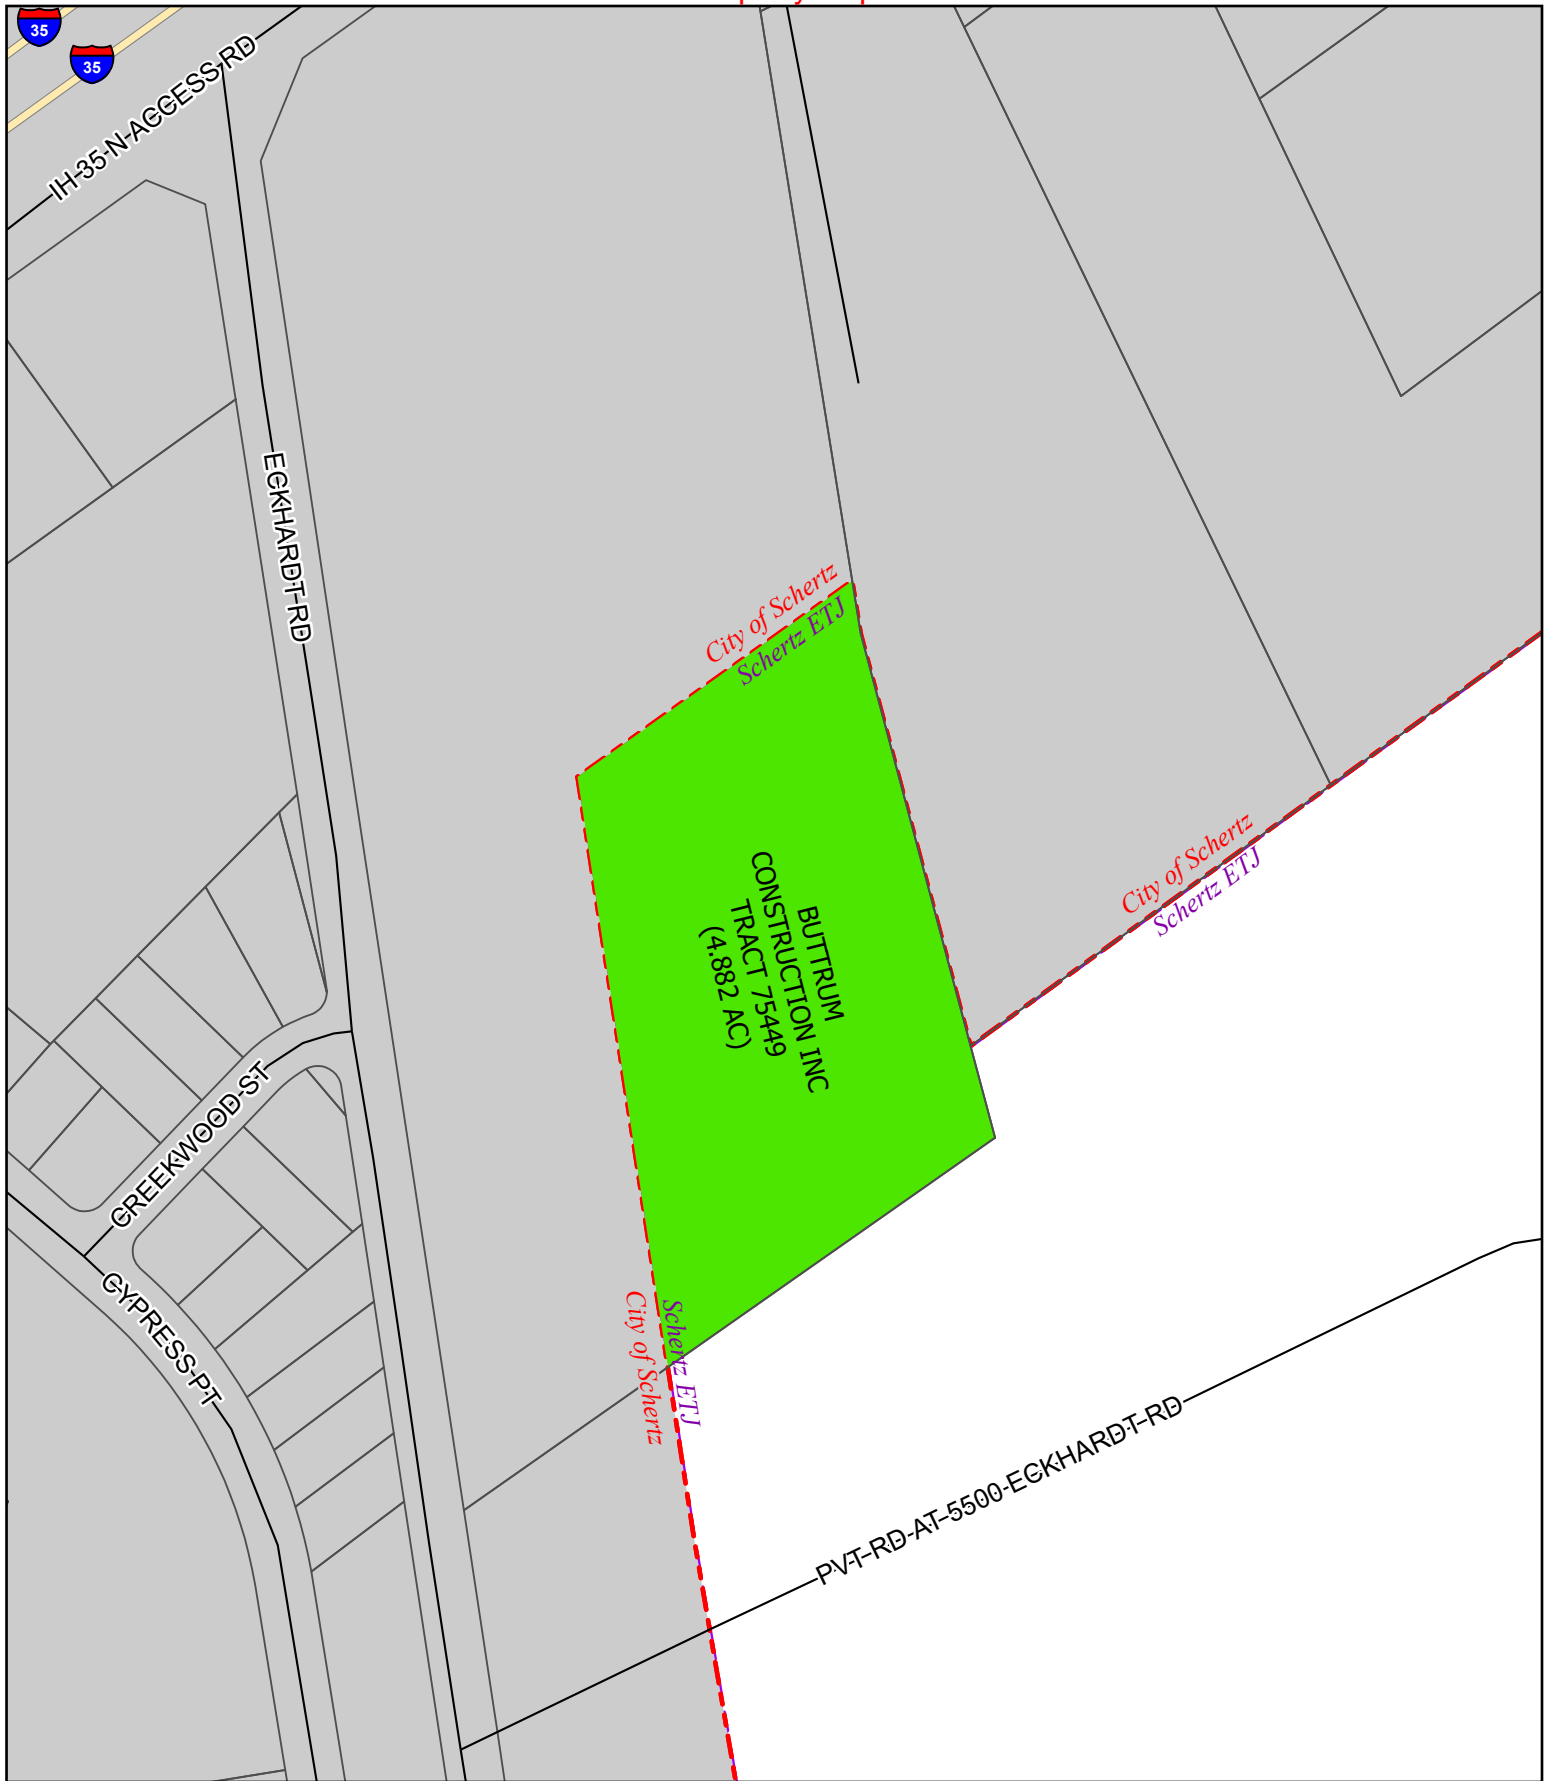 35
35
IH-35-N-ACCESS-RD
ECKHARDT-RD
City of Schertz
Schertz ETJ
City of Schertz
Schertz ETJ
BUTTRUM
CONSTRUCTION INC
TRACT 75449
(4.882 AC)
CREEKWOOD-ST
CYPRESS-PT
City of Schertz
Schertz ETJ
PVT-RD-AT-5500-ECKHARDT-RD